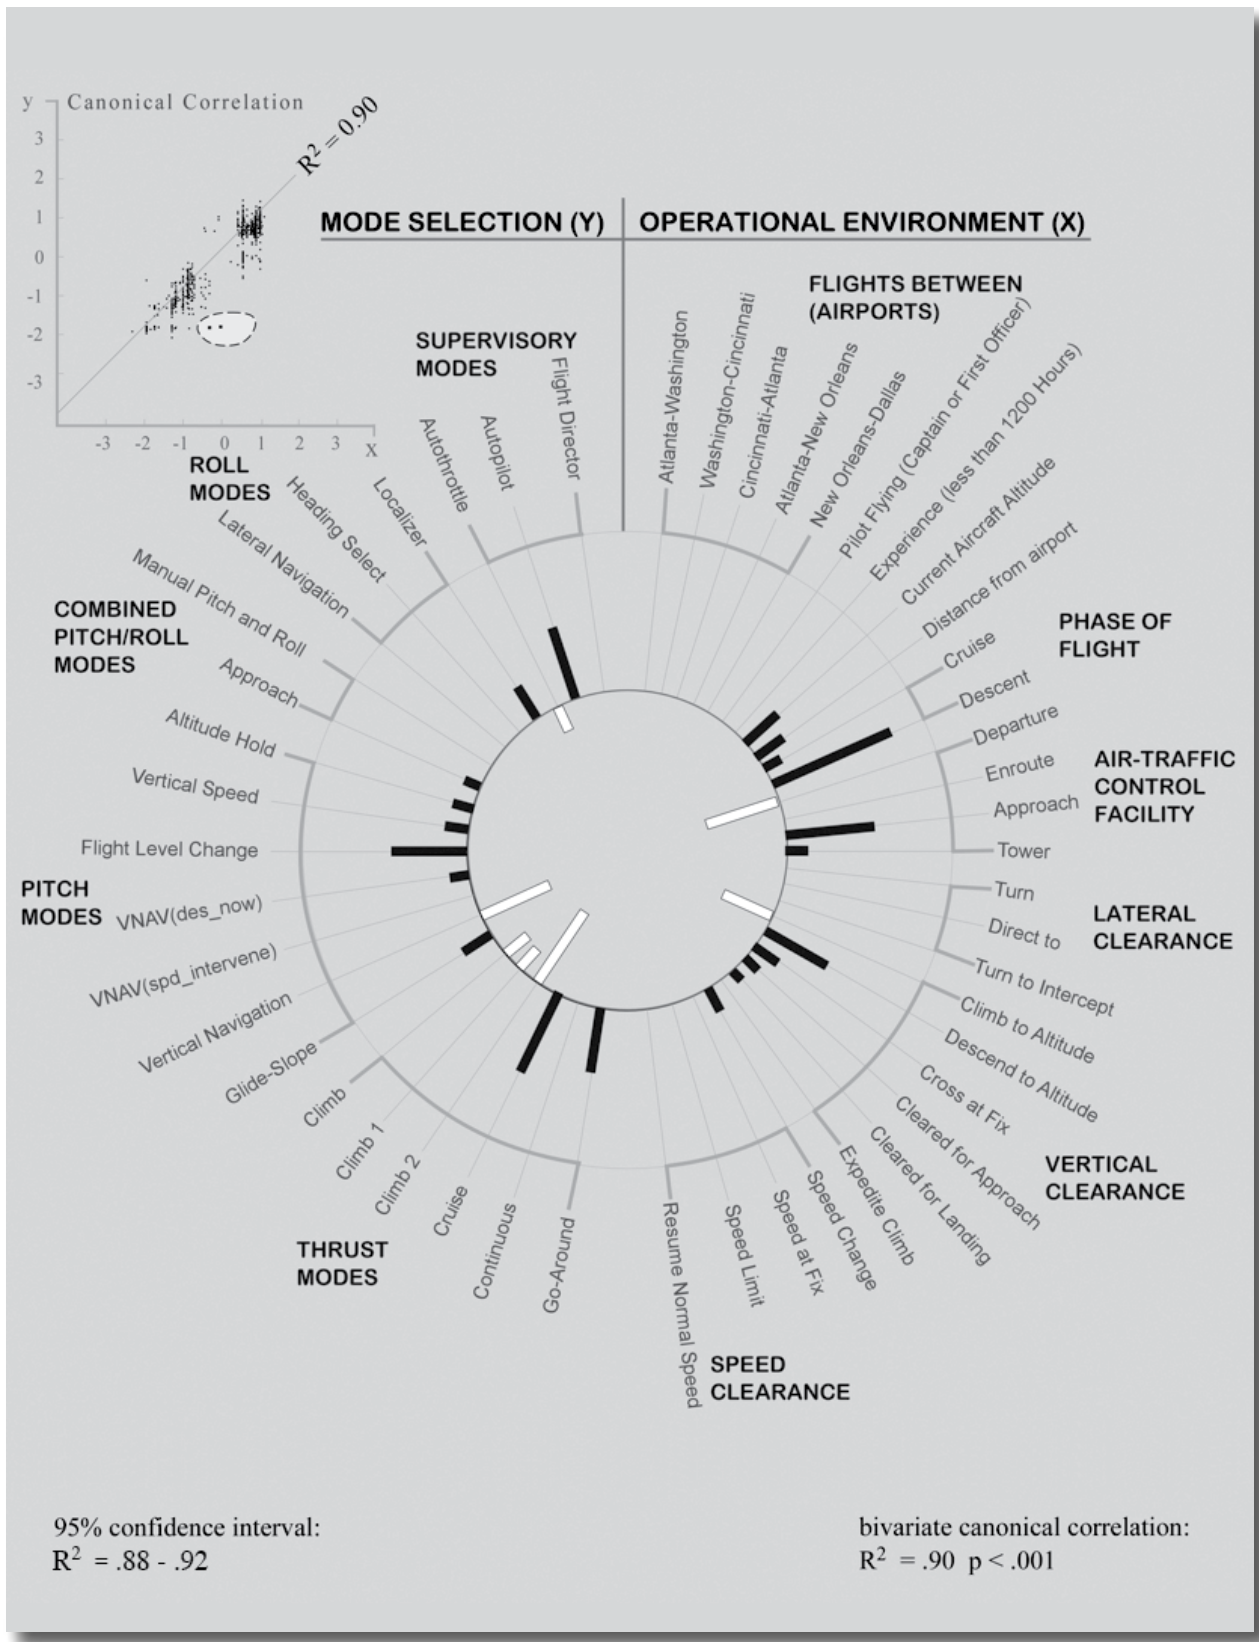 y
Canonical Correlation
R² = 0.90
3
2
1
0
-1
-2
-3
-3
-2
-1
0
1
2
3
x
MODE SELECTION (Y)
OPERATIONAL ENVIRONMENT (X)
SUPERVISORY
MODES
Flight Director
Autopilot
Autothrottle
ROLL
MODES
Localizer
Heading Select
Lateral Navigation
COMBINED
PITCH/ROLL
MODES
Manual Pitch and Roll
Approach
Altitude Hold
Vertical Speed
Flight Level Change
PITCH
MODES
VNAV(des_now)
VNAV(spd_intervene)
Vertical Navigation
Glide-Slope
Climb
Climb 1
Climb 2
Cruise
Continuous
Go-Around
THRUST
MODES
FLIGHTS BETWEEN
(AIRPORTS)
Atlanta-Washington
Washington-Cincinnati
Cincinnati-Atlanta
Atlanta-New Orleans
New Orleans-Dallas
Pilot Flying (Captain or First Officer)
Experience (less than 1200 Hours)
Current Aircraft Altitude
Distance from airport
PHASE OF
FLIGHT
Cruise
Descent
AIR-TRAFFIC
CONTROL
FACILITY
Departure
Enroute
Approach
Tower
LATERAL
CLEARANCE
Turn
Direct to
Turn to Intercept
VERTICAL
CLEARANCE
Climb to Altitude
Descend to Altitude
Cross at Fix
Cleared for Approach
Cleared for Landing
Expedite Climb
SPEED
CLEARANCE
Speed Change
Speed at Fix
Speed Limit
Resume Normal Speed
95% confidence interval:
R² = .88 - .92
bivariate canonical correlation:
R² = .90 p < .001